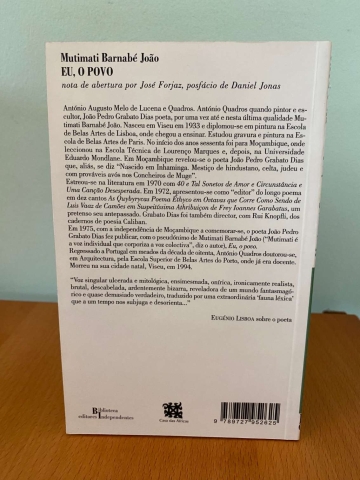 Mutimati Barnabé João
EU, O POVO
nota de abertura por José Forjaz, posfácio de Daniel Jonas
António Augusto Melo de Lucena e Quadros. António Quadros quando pintor e es-
cultor, João Pedro Grabato Dias poeta, por uma vez até e nesta última qualidade Muti-
mati Barnabé João. Nasceu em Viseu em 1933 e diplomou-se em pintura na Escola
de Belas Artes de Lisboa, onde chegou a ensinar. Estudou gravura e pintura na Esco-
la de Belas Artes de Paris. No início dos anos sessenta foi para Moçambique, onde
leccionou na Escola Técnica de Lourenço Marques e, depois, na Universidade
Eduardo Mondlane. Em Moçambique revelou-se o poeta João Pedro Grabato Dias
que, aliás, se diz "Nascido em Inhaminga. Mestiço de hindustano, celta, judeu e
com prováveis avós nos Concheiros de Muge".
Estreou-se na literatura em 1970 com 40 e Tal Sonetos de Amor e Circunstância e
Uma Canção Desesperada. Em 1972, apresentou-se como "editor" do longo poema
em dez cantos As Quybyrycas Poema Ethyco em Outavas que Corre Como Sendo de
Luis Vaaz de Camões em Suspeitíssima Athribuiçon de Frey Ioannes Garabatus, um
pretenso seu antepassado. Grabato Dias foi também director, com Rui Knopfli, dos
cadernos de poesia Caliban.
Em 1975, com a independência de Moçambique a comemorar-se, o poeta João Pedro
Grabato Dias fez publicar, com o pseudónimo de Mutimati Barnabé João ("Mutimati é
a voz individual que corporiza a voz colectiva", diz o autor), Eu, o povo.
Regressado a Portugal em meados da década de oitenta, António Quadros doutorou-se,
em Arquitectura, pela Escola Superior de Belas Artes do Porto, onde já era docente.
Morreu na sua cidade natal, Viseu, em 1994.
"Voz singular ulcerada e mitológica, ensimesmada, onírica, ironicamente realista,
brutal, descabelada, ardentemente bizarra, reveladora de um mundo fantasmagó-
rico e quase demasiado verdadeiro, traduzido por uma extraordinária 'fauna léxica'
que a um tempo nos subjuga e desorienta..."
Eugénio Lisboa sobre o poeta
Biblioteca
editores Independentes
Casa das Áfricas
9 789727 952625